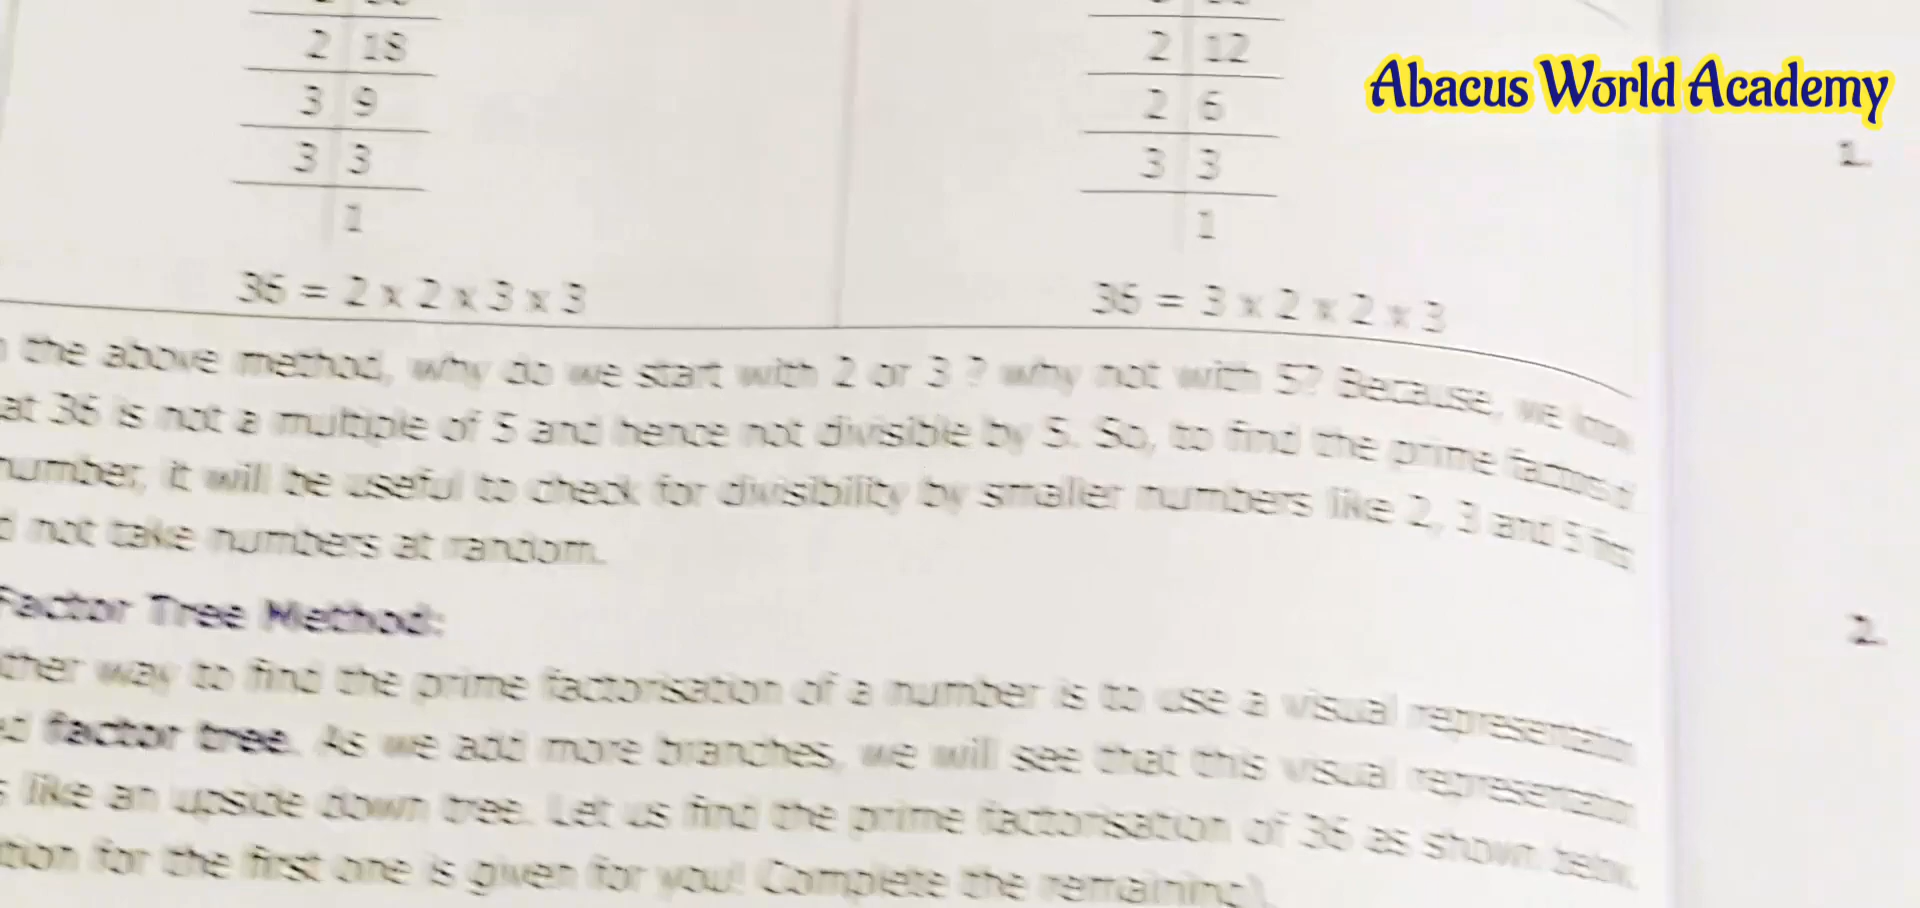 2 18
2 12
Abacus World Academy
3 9
2 6
3 3
3 3
1
1
1.
36 = 2 x 2 x 3 x 3
36 = 3 x 2 x 2 x 3
the above method, why do we start with 2 or 3 ? why not with 5? Because, we know
at 36 is not a multiple of 5 and hence not divisible by 5. So, to find the prime factors
number, it will be useful to check for divisibility by smaller numbers like 2, 3 and 5
not take numbers at random.
Factor Tree Method:
2.
ther way to find the prime factorisation of a number is to use a visual
factor tree. As we add more branches, we will see that this visual
like an upside down tree. Let us find the prime factorisation of 36 as shown
tion for the first one is given for you! Complete the remaining)